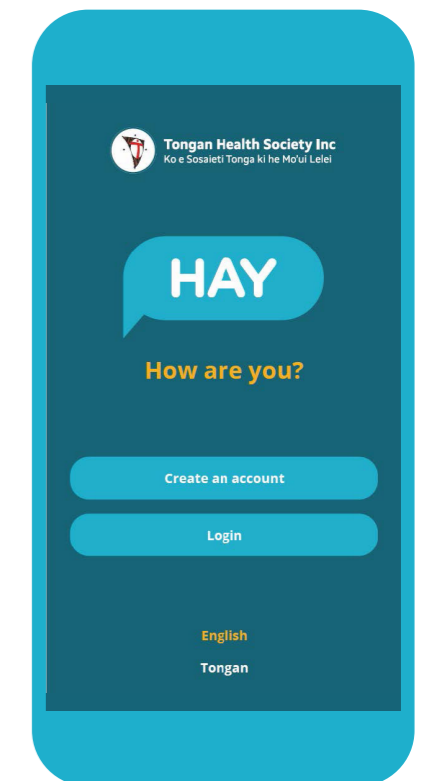 Tongan Health Society Inc
Ko e Sosaieti Tonga ki he Mo'ui Lelei
HAY
How are you?
Create an account
Login
English
Tongan